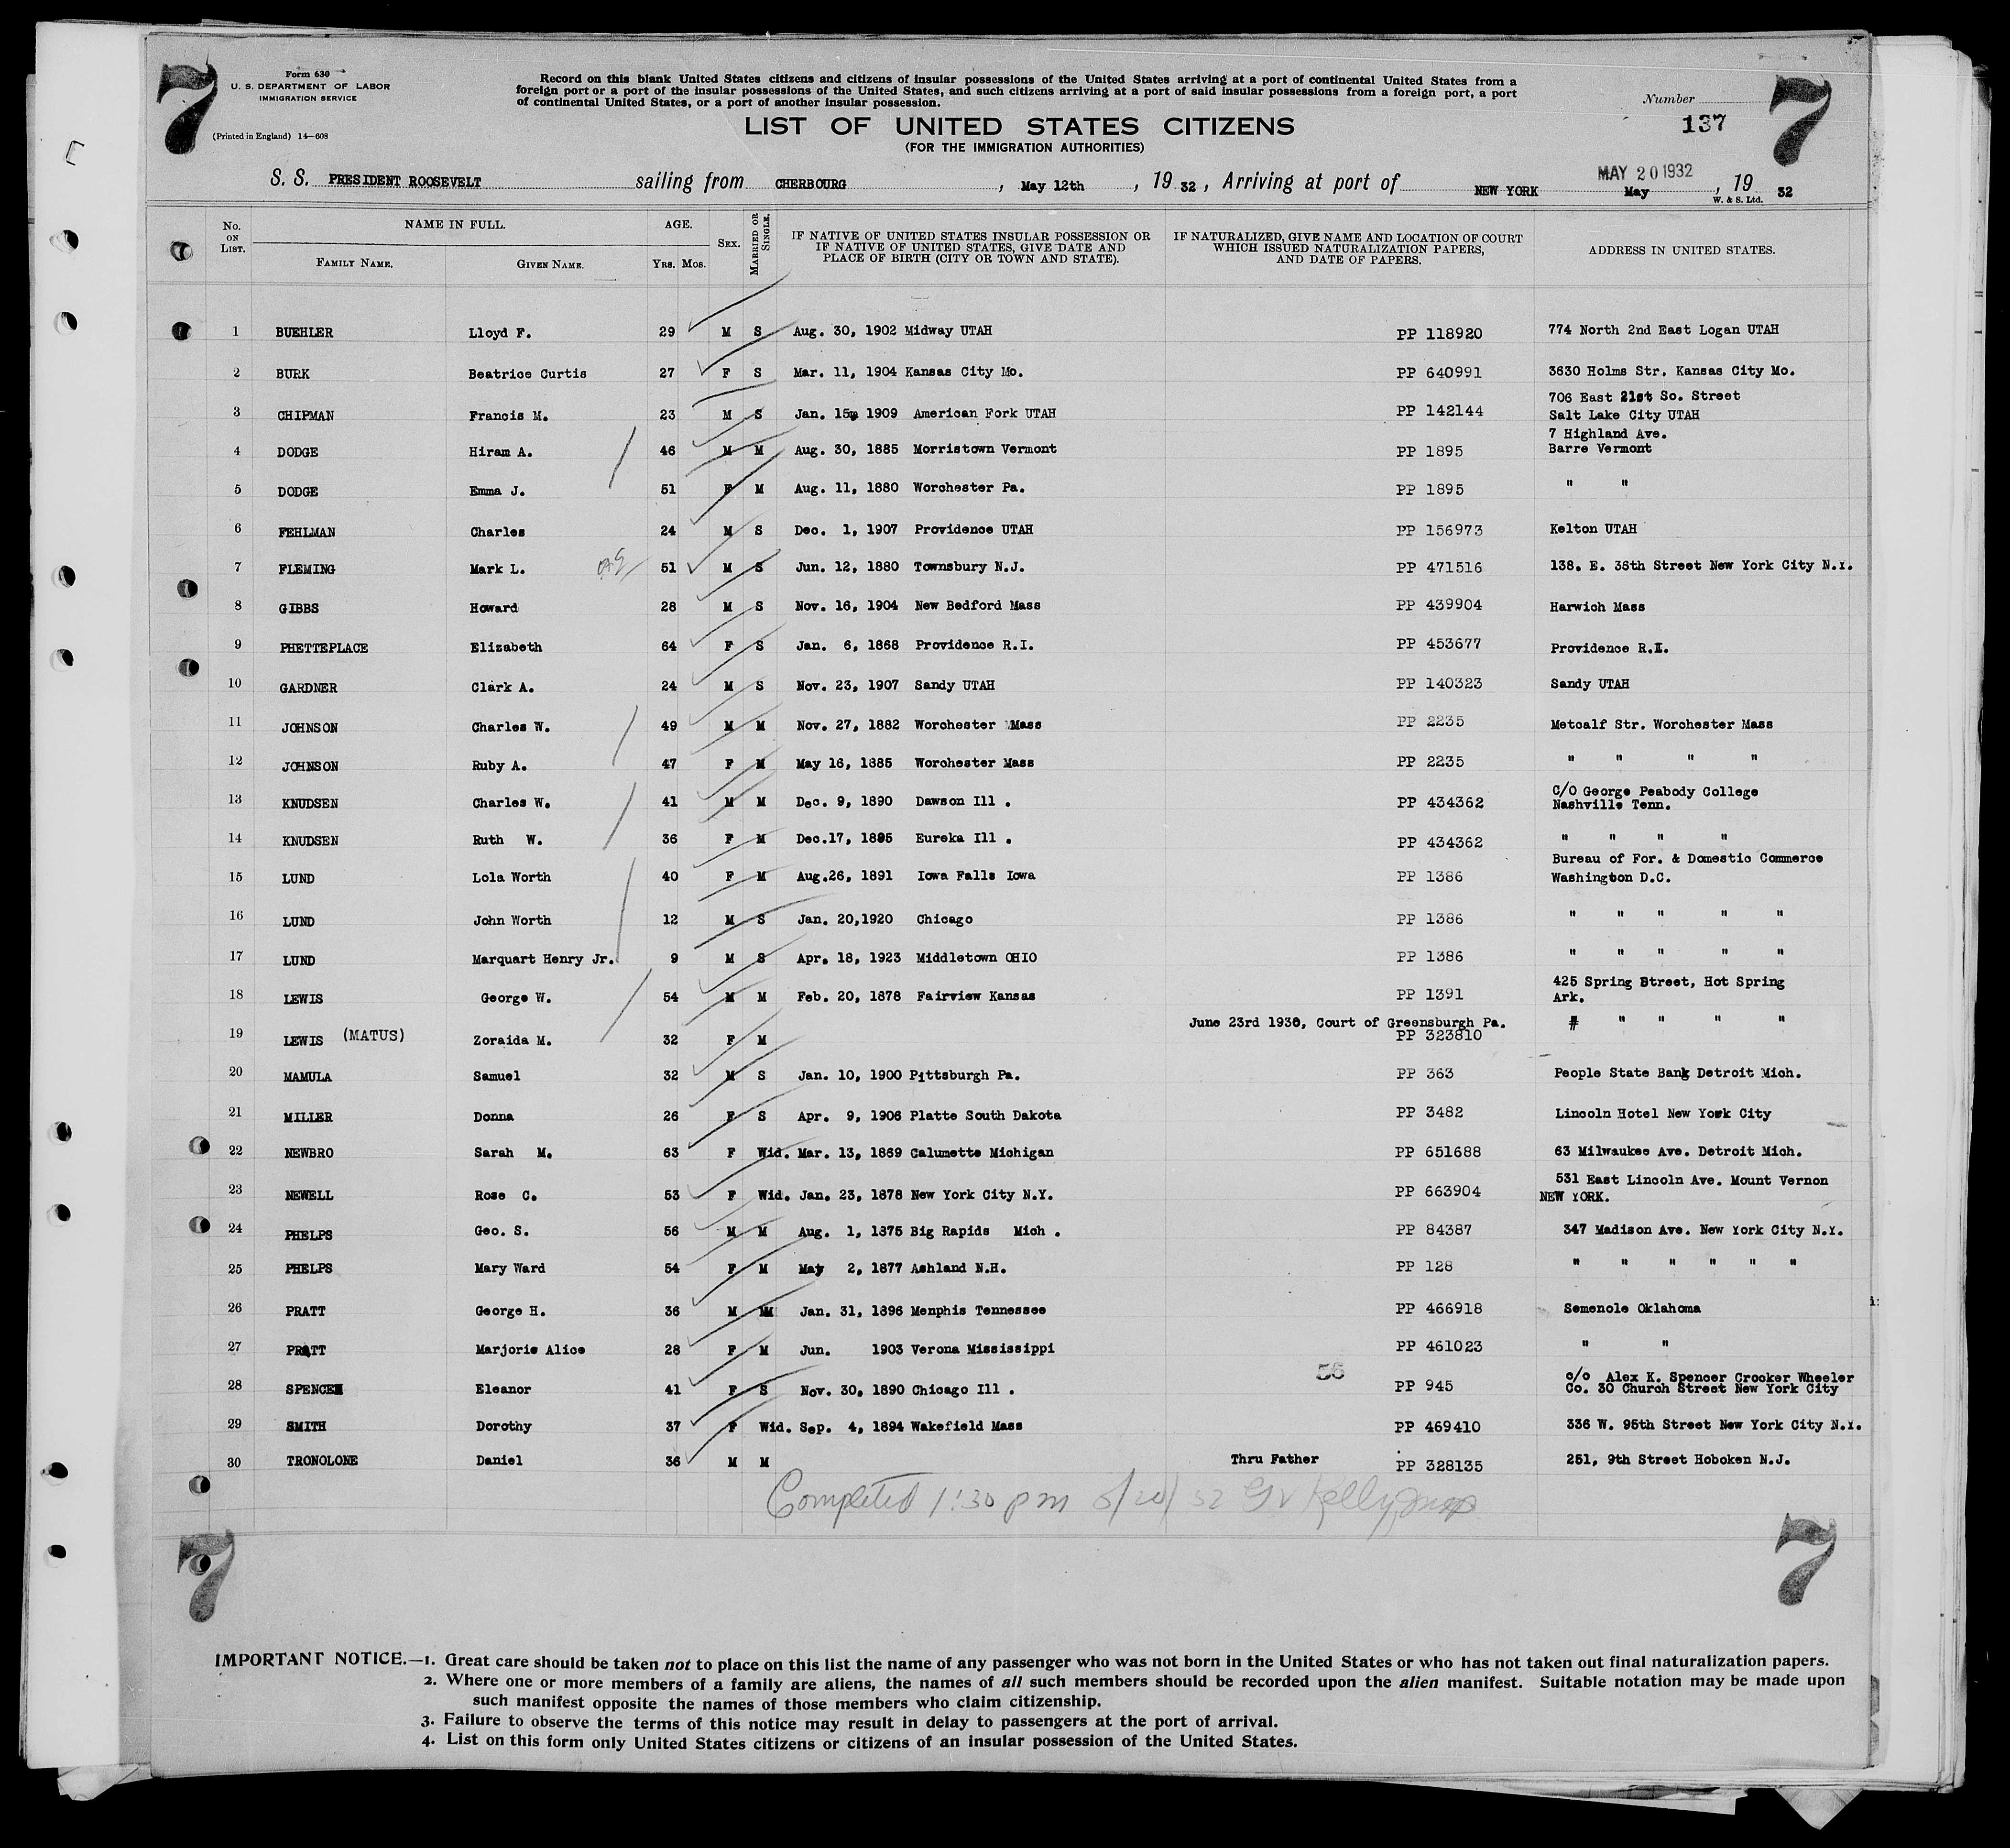 7
7
Form 630
U. S. DEPARTMENT OF LABOR
IMMIGRATION SERVICE
(Printed in England) 14—608
Record on this blank United States citizens and citizens of insular possessions of the United States arriving at a port of continental United States from a
foreign port or a port of the insular possessions of the United States, and such citizens arriving at a port of said insular possessions from a foreign port, a port
of continental United States, or a port of another insular possession.
Number
137
LIST OF UNITED STATES CITIZENS
(FOR THE IMMIGRATION AUTHORITIES)
MAY 20 1932
S. S. PRESIDENT ROOSEVELT sailing from CHERBOURG, May 12th, 19 32, Arriving at port of NEW YORK May, 19 32
W. & S. Ltd.
No. ON LIST. NAME IN FULL. FAMILY NAME. GIVEN NAME. AGE. YRS. MOS. SEX. MARRIED OR SINGLE. IF NATIVE OF UNITED STATES INSULAR POSSESSION OR IF NATIVE OF UNITED STATES, GIVE DATE AND PLACE OF BIRTH (CITY OR TOWN AND STATE). IF NATURALIZED, GIVE NAME AND LOCATION OF COURT WHICH ISSUED NATURALIZATION PAPERS, AND DATE OF PAPERS. ADDRESS IN UNITED STATES.
1 BUEHLER Lloyd F. 29 M S Aug. 30, 1902 Midway UTAH PP 118920 774 North 2nd East Logan UTAH
2 BURK Beatrice Curtis 27 F S Mar. 11, 1904 Kansas City Mo. PP 640991 3630 Holms Str. Kansas City Mo.
706 East 21st So. Street
3 CHIPMAN Francis M. 23 M S Jan. 15, 1909 American Fork UTAH PP 142144 Salt Lake City UTAH
7 Highland Ave.
4 DODGE Hiram A. 46 M M Aug. 30, 1885 Morristown Vermont PP 1895 Barre Vermont
5 DODGE Emma J. 51 F M Aug. 11, 1880 Worchester Pa. PP 1895 " "
6 FEHLMAN Charles 24 M S Dec. 1, 1907 Providence UTAH PP 156973 Kelton UTAH
7 FLEMING Mark L. 51 M S Jun. 12, 1880 Townsbury N.J. PP 471516 138. E. 36th Street New York City N.Y.
8 GIBBS Howard 28 M S Nov. 16, 1904 New Bedford Mass PP 439904 Harwich Mass
9 PHETTEPLACE Elizabeth 64 F S Jan. 6, 1868 Providence R.I. PP 453677 Providence R.I.
10 GARDNER Clark A. 24 M S Nov. 23, 1907 Sandy UTAH PP 140323 Sandy UTAH
11 JOHNSON Charles W. 49 M M Nov. 27, 1882 Worchester Mass PP 2235 Metcalf Str. Worchester Mass
12 JOHNSON Ruby A. 47 F M May 16, 1885 Worchester Mass PP 2235 " " " "
C/O George Peabody College
13 KNUDSEN Charles W. 41 M M Dec. 9, 1890 Dawson Ill . PP 434362 Nashville Tenn.
14 KNUDSEN Ruth W. 36 F M Dec.17, 1895 Eureka Ill . PP 434362 " " " "
Bureau of For. & Domestic Commerce
15 LUND Lola Worth 40 F M Aug.26, 1891 Iowa Falls Iowa PP 1386 Washington D.C.
16 LUND John Worth 12 M S Jan. 20,1920 Chicago PP 1386 " " " " "
17 LUND Marquart Henry Jr. 9 M S Apr. 18, 1923 Middletown OHIO PP 1386 " " " " "
425 Spring Street, Hot Spring
18 LEWIS George W. 54 M M Feb. 20, 1878 Fairview Kansas PP 1391 Ark.
June 23rd 1930, Court of Greensburgh Pa. " " " " "
19 LEWIS (MATUS) Zoraida M. 32 F M PP 323810
20 MAMULA Samuel 32 M S Jan. 10, 1900 Pittsburgh Pa. PP 363 People State Bank Detroit Mich.
21 MILLER Donna 26 F S Apr. 9, 1906 Platte South Dakota PP 3482 Lincoln Hotel New York City
22 NEWBRO Sarah M. 63 F Wid. Mar. 13, 1869 Calumette Michigan PP 651688 63 Milwaukee Ave. Detroit Mich.
531 East Lincoln Ave. Mount Vernon
23 NEWELL Rose C. 53 F Wid. Jan. 23, 1878 New York City N.Y. PP 663904 NEW YORK.
24 PHELPS Geo. S. 56 M M Aug. 1, 1875 Big Rapids Mich . PP 84387 347 Madison Ave. New York City N.Y.
25 PHELPS Mary Ward 54 F M May 2, 1877 Ashland N.H. PP 128 " " " " " "
26 PRATT George H. 36 M M Jan. 31, 1896 Menphis Tennessee PP 466918 Semenole Oklahoma
27 PRATT Marjorie Alice 28 F M Jun. 1903 Verona Mississippi PP 461023 " "
56 c/o Alex K. Spencer Crocker Wheeler
28 SPENCER Eleanor 41 F S Nov. 30, 1890 Chicago Ill . PP 945 Co. 30 Church Street New York City
29 SMITH Dorothy 37 F Wid. Sep. 4, 1894 Wakefield Mass PP 469410 336 W. 95th Street New York City N.Y.
30 TRONOLONE Daniel 36 M M Thru Father PP 328135 251, 9th Street Hoboken N.J.
Completed 1:30 pm 5/20/32 Kelly Insp
7
7
IMPORTANT NOTICE.—1. Great care should be taken not to place on this list the name of any passenger who was not born in the United States or who has not taken out final naturalization papers.
2. Where one or more members of a family are aliens, the names of all such members should be recorded upon the alien manifest. Suitable notation may be made upon
such manifest opposite the names of those members who claim citizenship.
3. Failure to observe the terms of this notice may result in delay to passengers at the port of arrival.
4. List on this form only United States citizens or citizens of an insular possession of the United States.